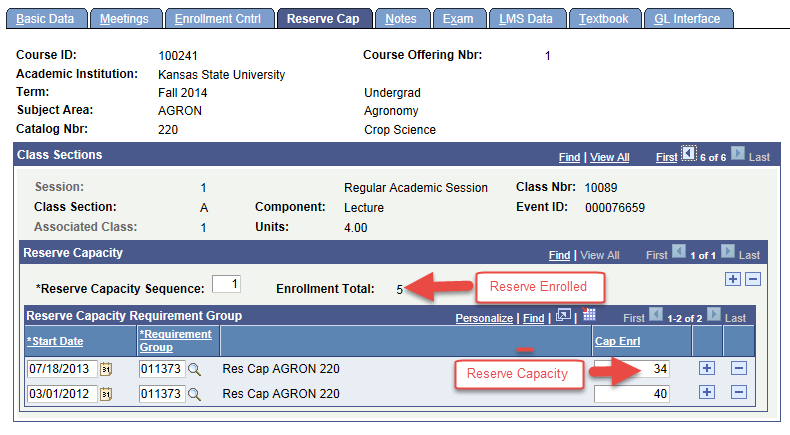 Basic Data Meetings Enrollment Cntrl Reserve Cap Notes Exam LMS Data Textbook GL Interface
Course ID: 100241 Course Offering Nbr: 1
Academic Institution: Kansas State University
Term: Fall 2014 Undergrad
Subject Area: AGRON Agronomy
Catalog Nbr: 220 Crop Science
Class Sections Find | View All First 6 of 6 Last
Session: 1 Regular Academic Session Class Nbr: 10089
Class Section: A Component: Lecture Event ID: 000076659
Associated Class: 1 Units: 4.00
Reserve Capacity Find | View All First 1 of 1 Last
*Reserve Capacity Sequence: 1 Enrollment Total: 5 Reserve Enrolled
Reserve Capacity Requirement Group Personalize | Find | | First 1-2 of 2 Last
*Start Date *Requirement Group Cap Enrl
Reserve Capacity
07/18/2013 31 011373 Res Cap AGRON 220 34
03/01/2012 31 011373 Res Cap AGRON 220 40